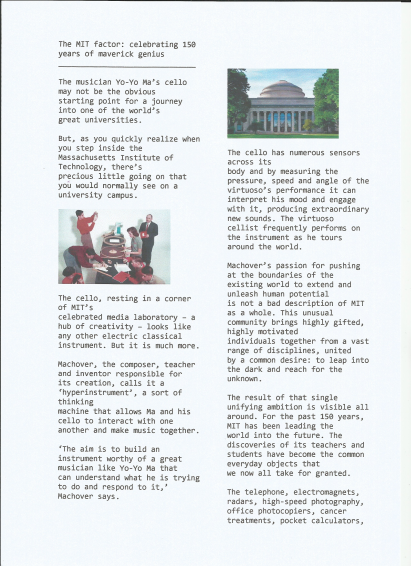 The MIT factor: celebrating 150
years of maverick genius
The musician Yo-Yo Ma's cello
may not be the obvious
starting point for a journey
into one of the world's
great universities.
But, as you quickly realize when
you step inside the
Massachusetts Institute of
Technology, there's
precious little going on that
you would normally see on a
university campus.
The cello, resting in a corner
of MIT's
celebrated media laboratory – a
hub of creativity – looks like
any other electric classical
instrument. But it is much more.
Machover, the composer, teacher
and inventor responsible for
its creation, calls it a
'hyperinstrument', a sort of
thinking
machine that allows Ma and his
cello to interact with one
another and make music together.
'The aim is to build an
instrument worthy of a great
musician like Yo-Yo Ma that
can understand what he is trying
to do and respond to it,'
Machover says.
The cello has numerous sensors
across its
body and by measuring the
pressure, speed and angle of the
virtuoso's performance it can
interpret his mood and engage
with it, producing extraordinary
new sounds. The virtuoso
cellist frequently performs on
the instrument as he tours
around the world.
Machover's passion for pushing
at the boundaries of the
existing world to extend and
unleash human potential
is not a bad description of MIT
as a whole. This unusual
community brings highly gifted,
highly motivated
individuals together from a vast
range of disciplines, united
by a common desire: to leap into
the dark and reach for the
unknown.
The result of that single
unifying ambition is visible all
around. For the past 150 years,
MIT has been leading the
world into the future. The
discoveries of its teachers and
students have become the common
everyday objects that
we now all take for granted.
The telephone, electromagnets,
radars, high-speed photography,
office photocopiers, cancer
treatments, pocket calculators,